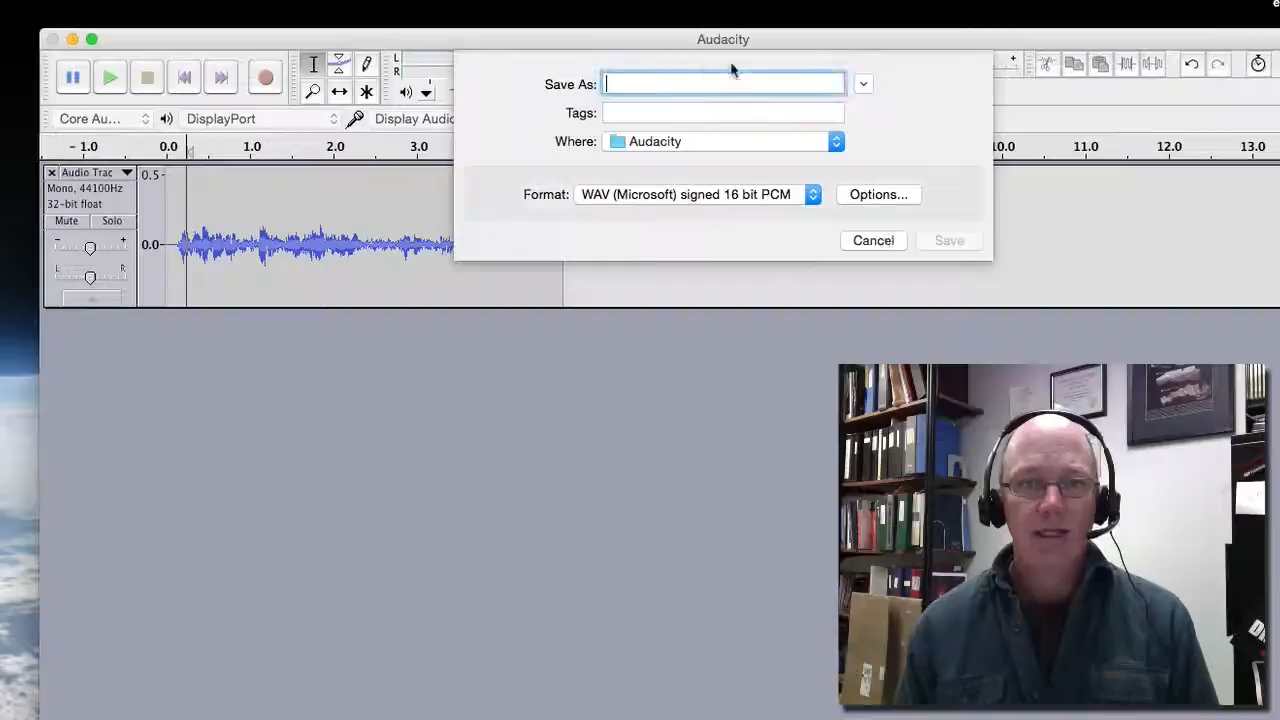 Audacity
Save As:
Tags:
Where: Audacity
Format: WAV (Microsoft) signed 16 bit PCM Options...
Cancel Save
L
R
Core Au... DisplayPort Display Audio
- 1.0 0.0 1.0 2.0 3.0 10.0 11.0 12.0 13.0
Audio Trac
Mono, 44100Hz
32-bit float
Mute Solo
- +
L R
0.5-
0.0-